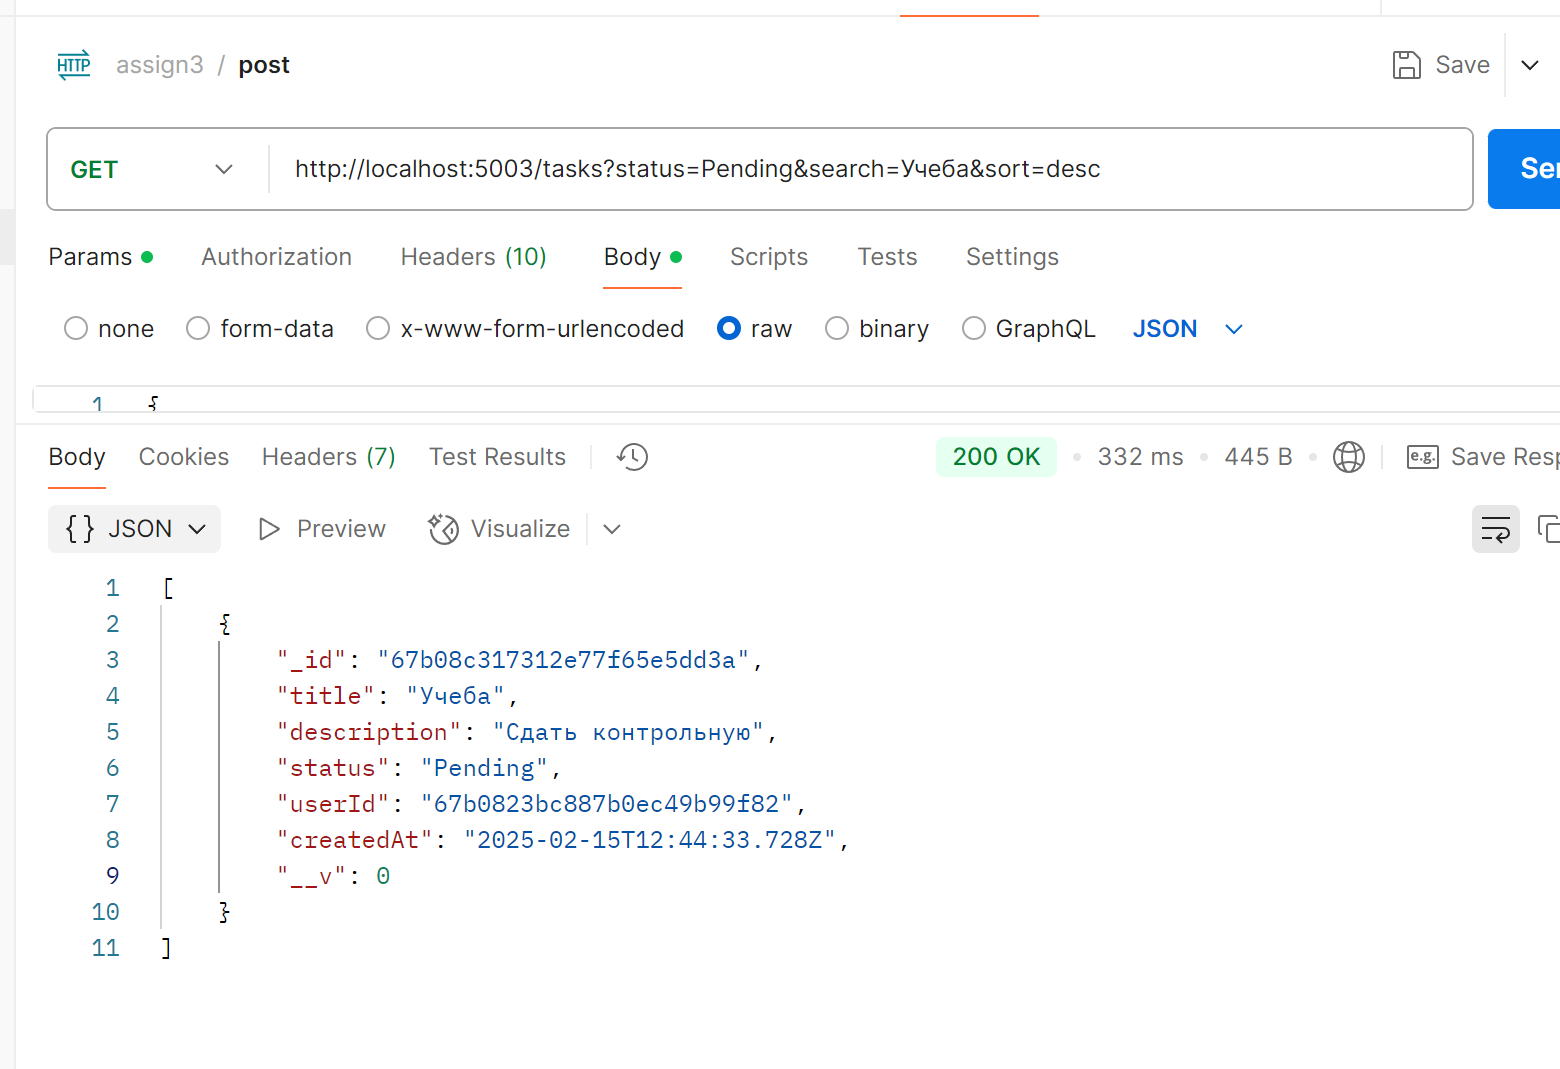 HTTP assign3 / post Save
GET http://localhost:5003/tasks?status=Pending&search=Учеба&sort=desc
Params Authorization Headers (10) Body Scripts Tests Settings
none form-data x-www-form-urlencoded raw binary GraphQL JSON
1 {
Body Cookies Headers (7) Test Results 200 OK 332 ms 445 B e.g. Save
{} JSON Preview Visualize
1 [
2 {
3 "_id": "67b08c317312e77f65e5dd3a",
4 "title": "Учеба",
5 "description": "Сдать контрольную",
6 "status": "Pending",
7 "userId": "67b0823bc887b0ec49b99f82",
8 "createdAt": "2025-02-15T12:44:33.728Z",
9 "__v": 0
10 }
11 ]